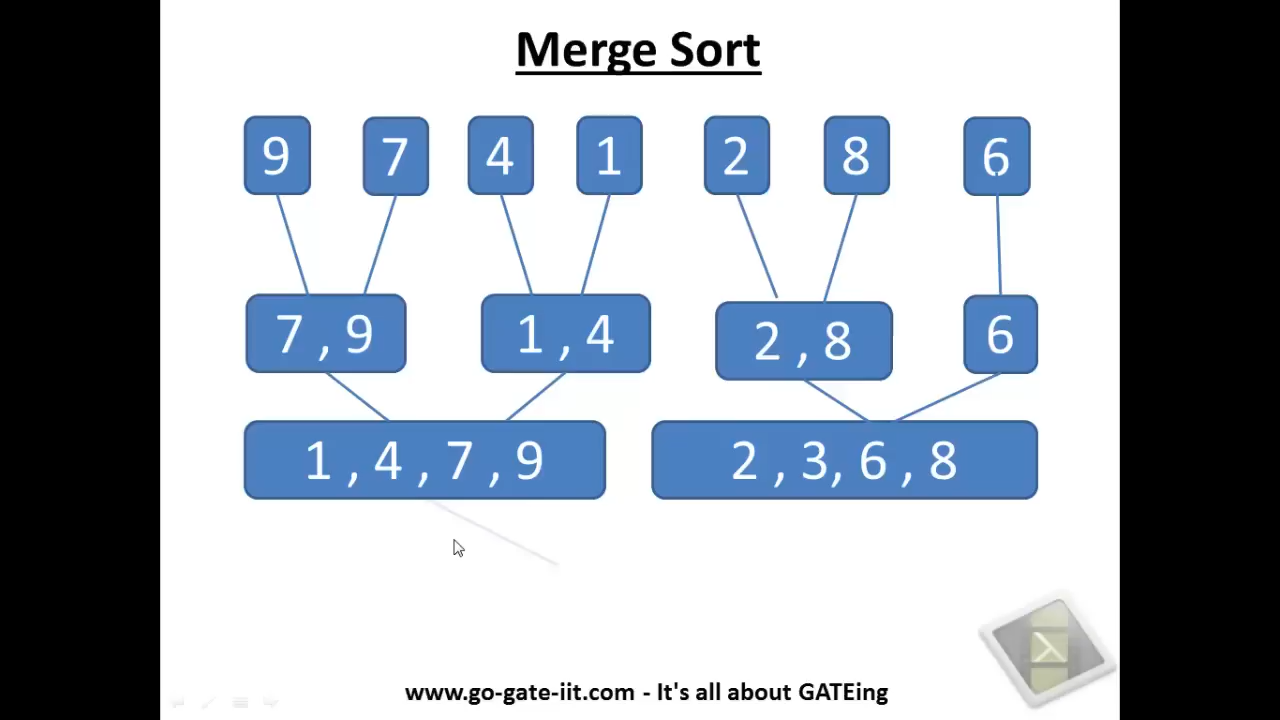 Merge Sort
9 7 4 1 2 8 6
7 , 9 1 , 4 2 , 8 6
1 , 4 , 7 , 9 2 , 3, 6 , 8
www.go-gate-iit.com - It's all about GATEing